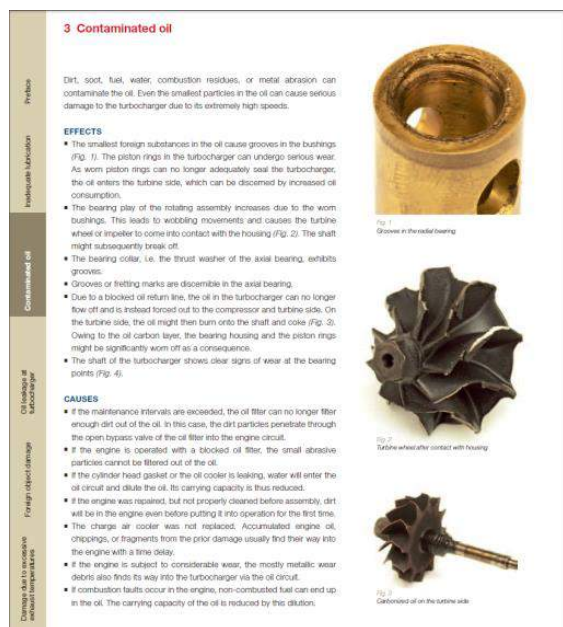 3 Contaminated oil
Dirt, soot, fuel, water, combustion residues, or metal abrasion can
contaminate the oil. Even the smallest particles in the oil can cause serious
damage to the turbocharger due to its extremely high speeds.
EFFECTS
▪ The smallest foreign substances in the oil cause grooves in the bushings
(Fig. 1). The piston rings in the turbocharger can undergo serious wear.
As worn piston rings can no longer adequately seal the turbocharger,
the oil enters the turbine side, which can be discerned by increased oil
consumption.
▪ The bearing play of the rotating assembly increases due to the worn
bushings. This leads to wobbling movements and causes the turbine
wheel or impeller to come into contact with the housing (Fig. 2). The shaft
might subsequently break off.
▪ The bearing collar, i.e. the thrust washer of the axial bearing, exhibits
grooves.
▪ Grooves or fretting marks are discernible in the axial bearing.
▪ Due to a blocked oil return line, the oil in the turbocharger can no longer
flow off and is instead forced out to the compressor and turbine side. On
the turbine side, the oil might then burn onto the shaft and coke (Fig. 3).
Owing to the oil carbon layer, the bearing housing and the piston rings
might be significantly worn off as a consequence.
▪ The shaft of the turbocharger shows clear signs of wear at the bearing
points (Fig. 4).
CAUSES
▪ If the maintenance intervals are exceeded, the oil filter can no longer filter
enough dirt out of the oil. In this case, the dirt particles penetrate through
the open bypass valve of the oil filter into the engine circuit.
▪ If the engine is operated with a blocked oil filter, the small abrasive
particles cannot be filtered out of the oil.
▪ If the cylinder head gasket or the oil cooler is leaking, water will enter the
oil circuit and dilute the oil. Its carrying capacity is thus reduced.
▪ If the engine was repaired, but not properly cleaned before assembly, dirt
will be in the engine even before putting it into operation for the first time.
▪ The charge air cooler was not replaced. Accumulated engine oil,
chippings, or fragments from the prior damage usually find their way into
the engine with a time delay.
▪ If the engine is subject to considerable wear, the mostly metallic wear
debris also finds its way into the turbocharger via the oil circuit.
▪ If combustion faults occur in the engine, non-combusted fuel can end up
in the oil. The carrying capacity of the oil is reduced by this dilution.
Fig. 1
Grooves in the radial bearing
Fig. 2
Turbine wheel after contact with housing
Fig. 3
Carbonized oil on the turbine side
Preface
Inadequate lubrication
Contaminated oil
Oil leakage at
turbocharger
Foreign object damage
Damage due to excessive
exhaust temperatures